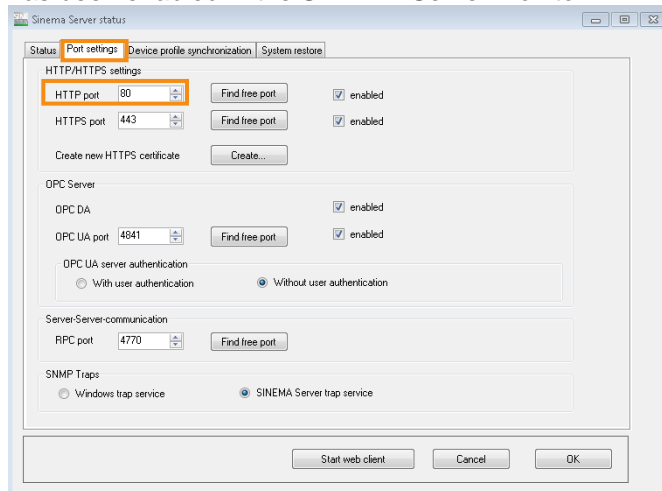 Sinema Server status
Status Port settings Device profile synchronization System restore
HTTP/HTTPS settings
HTTP port 80 Find free port enabled
HTTPS port 443 Find free port enabled
Create new HTTPS certificate Create...
OPC Server
OPC DA enabled
OPC UA port 4841 Find free port enabled
OPC UA server authentication
With user authentication Without user authentication
Server-Server-communication
RPC port 4770 Find free port
SNMP Traps
Windows trap service SINEMA Server trap service
Start web client Cancel OK